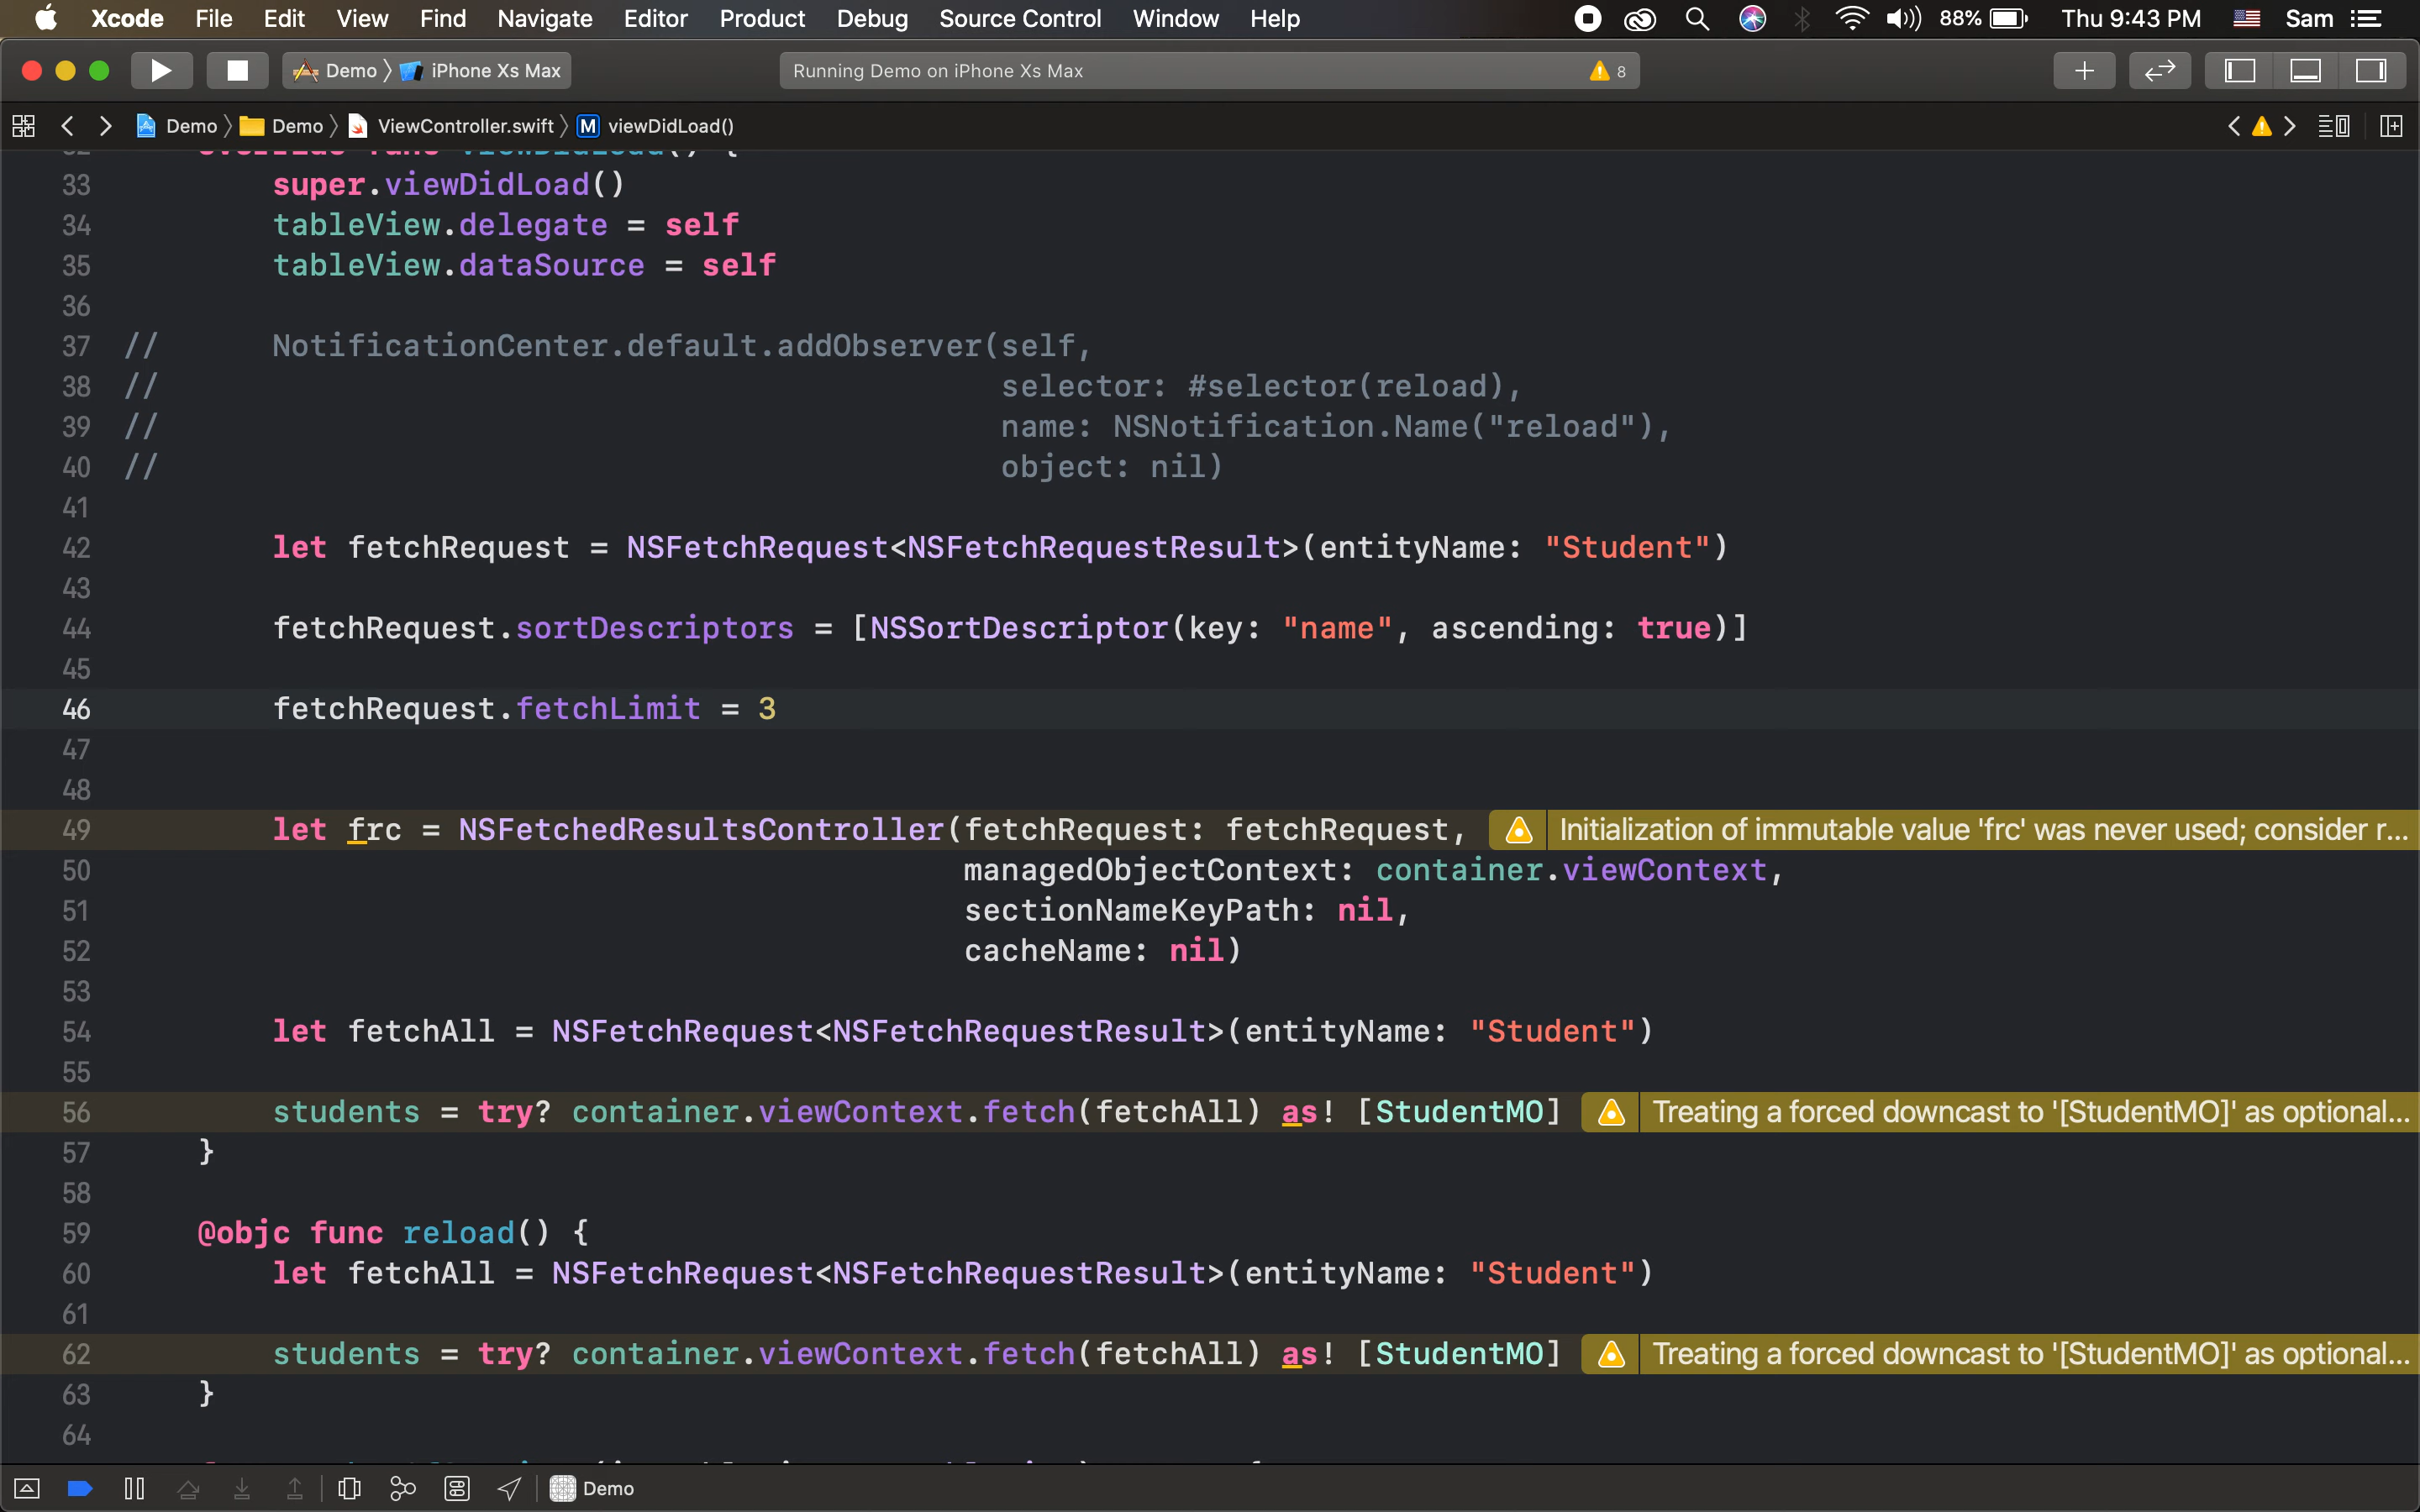 Xcode File Edit View Find Navigate Editor Product Debug Source Control Window Help 88% Thu 9:43 PM Sam
Demo iPhone Xs Max Running Demo on iPhone Xs Max 8
Demo Demo ViewController.swift M viewDidLoad()
32 override func viewDidLoad() {
33 super.viewDidLoad()
34 tableView.delegate = self
35 tableView.dataSource = self
36
37 // NotificationCenter.default.addObserver(self,
38 // selector: #selector(reload),
39 // name: NSNotification.Name("reload"),
40 // object: nil)
41
42 let fetchRequest = NSFetchRequest<NSFetchRequestResult>(entityName: "Student")
43
44 fetchRequest.sortDescriptors = [NSSortDescriptor(key: "name", ascending: true)]
45
46 fetchRequest.fetchLimit = 3
47
48
49 let frc = NSFetchedResultsController(fetchRequest: fetchRequest, Initialization of immutable value 'frc' was never used; consider r...
50 managedObjectContext: container.viewContext,
51 sectionNameKeyPath: nil,
52 cacheName: nil)
53
54 let fetchAll = NSFetchRequest<NSFetchRequestResult>(entityName: "Student")
55
56 students = try? container.viewContext.fetch(fetchAll) as! [StudentMO] Treating a forced downcast to '[StudentMO]' as optional...
57 }
58
59 @objc func reload() {
60 let fetchAll = NSFetchRequest<NSFetchRequestResult>(entityName: "Student")
61
62 students = try? container.viewContext.fetch(fetchAll) as! [StudentMO] Treating a forced downcast to '[StudentMO]' as optional...
63 }
64
Demo